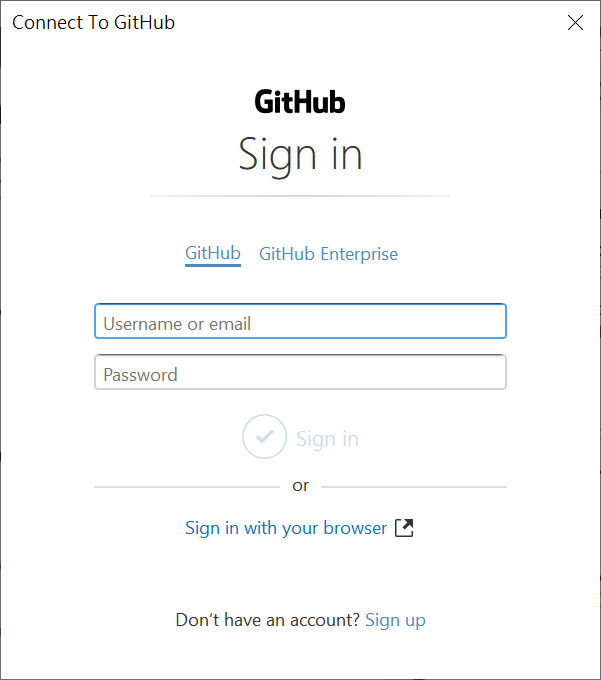 Connect To GitHub
GitHub
Sign in
GitHub GitHub Enterprise
Username or email
Password
Sign in
or
Sign in with your browser
Don't have an account? Sign up